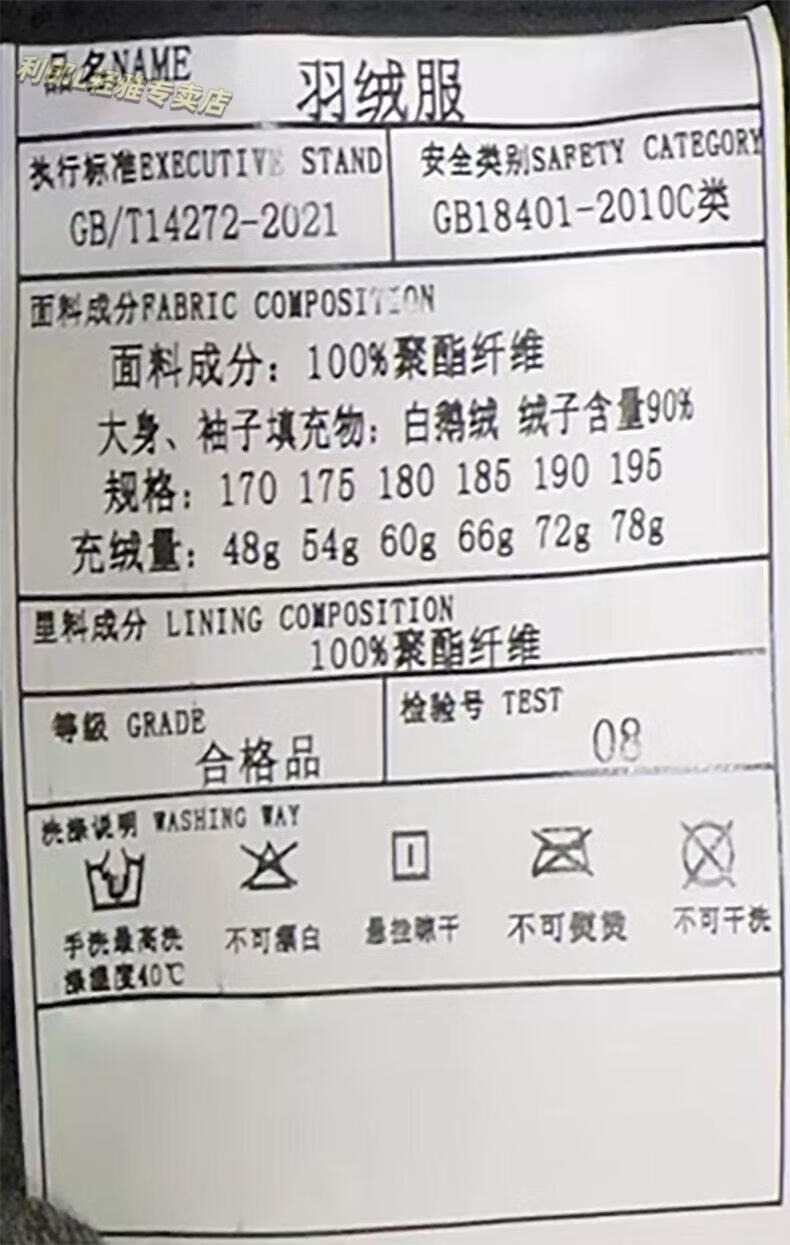 品名NAME
羽绒服
执行标准EXECUTIVE STAND
GB/T14272-2021
安全类别SAFETY CATEGORY
GB18401-2010C类
面料成分FABRIC COMPOSITION
面料成分：100%聚酯纤维
大身、袖子填充物：白鹅绒 绒子含量90%
规格：170 175 180 185 190 195
充绒量：48g 54g 60g 66g 72g 78g
里料成分 LINING COMPOSITION
100%聚酯纤维
等级 GRADE
合格品
检验号 TEST
08
洗涤说明 WASHING WAY
手洗最高洗
涤温度40℃
不可漂白
悬挂晾干
不可熨烫
不可干洗
专卖店